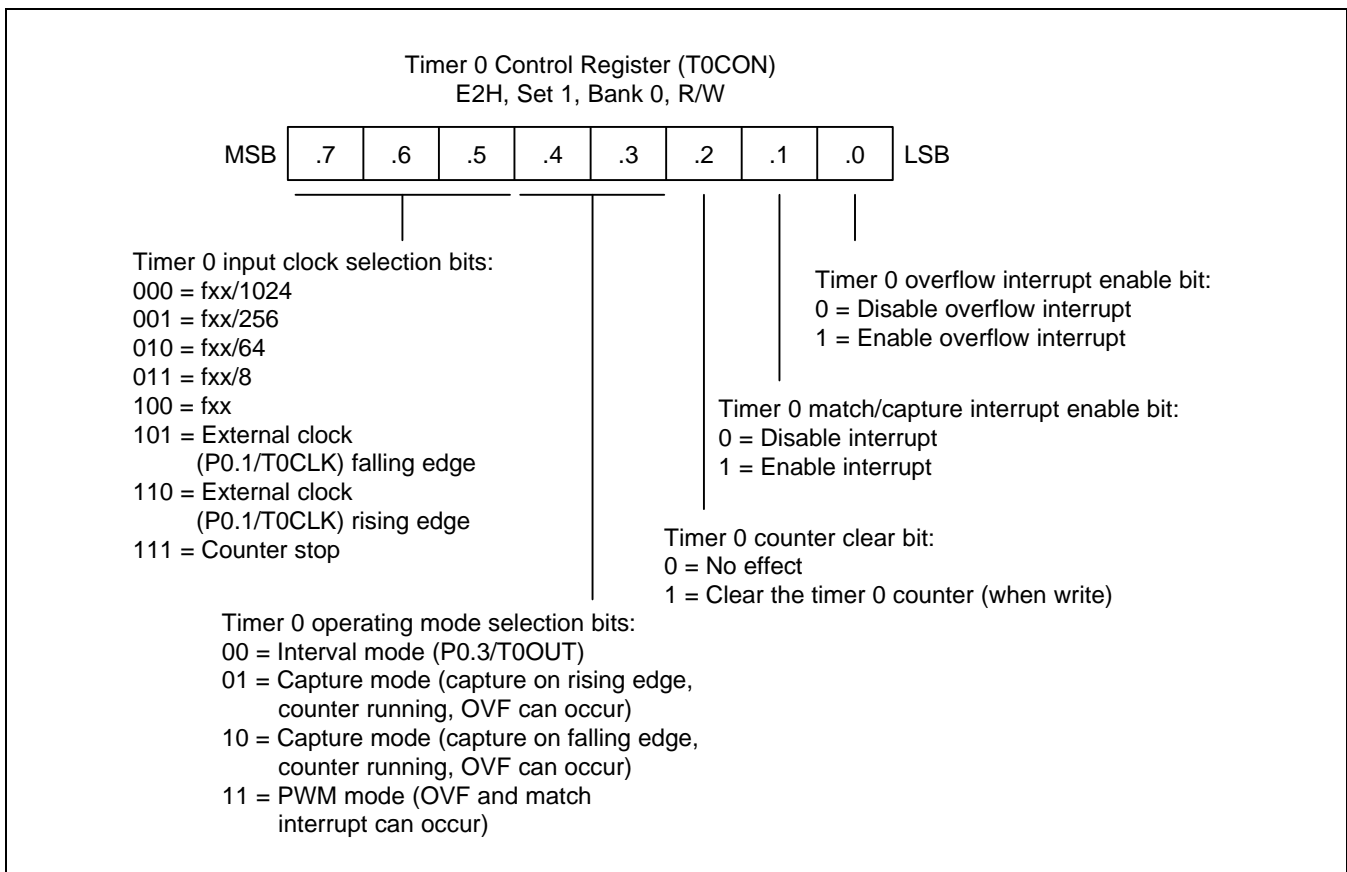 Timer 0 Control Register (T0CON)
E2H, Set 1, Bank 0, R/W
MSB .7 .6 .5 .4 .3 .2 .1 .0 LSB
Timer 0 input clock selection bits:
000 = fxx/1024
001 = fxx/256
010 = fxx/64
011 = fxx/8
100 = fxx
101 = External clock
(P0.1/T0CLK) falling edge
110 = External clock
(P0.1/T0CLK) rising edge
111 = Counter stop
Timer 0 overflow interrupt enable bit:
0 = Disable overflow interrupt
1 = Enable overflow interrupt
Timer 0 match/capture interrupt enable bit:
0 = Disable interrupt
1 = Enable interrupt
Timer 0 counter clear bit:
0 = No effect
1 = Clear the timer 0 counter (when write)
Timer 0 operating mode selection bits:
00 = Interval mode (P0.3/T0OUT)
01 = Capture mode (capture on rising edge,
counter running, OVF can occur)
10 = Capture mode (capture on falling edge,
counter running, OVF can occur)
11 = PWM mode (OVF and match
interrupt can occur)